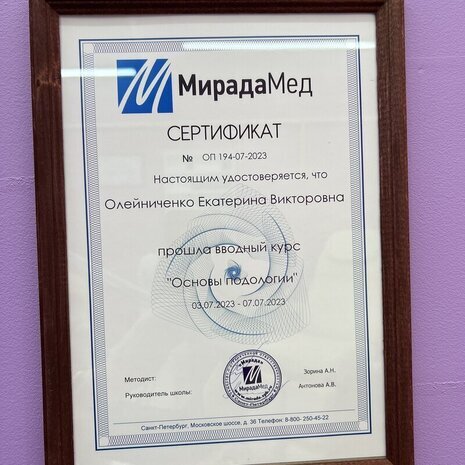 МирадаМед
СЕРТИФИКАТ
№ ОП 194-07-2023
Настоящим удостоверяется, что
Олейниченко Екатерина Викторовна
прошла вводный курс
"Основы подологии"
03.07.2023 - 07.07.2023
Методист: Зорина А.Н.
Руководитель школы: Антонова А.В.
"Мирада"
МирадаМед
Санкт-Петербург, Московское шоссе, д. 36 Телефон: 8-800- 250-45-22